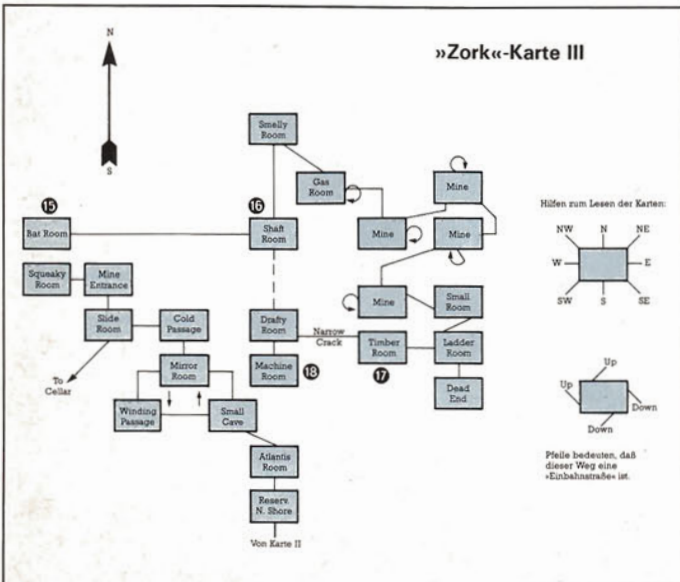 »Zork«-Karte III
N
S
Smelly
Room
Gas
Room
Mine
Mine
Mine
Hilfen zum Lesen der Karten:
NW N NE
W E
SW S SE
15
Bat Room
16
Shaft
Room
Squeaky
Room
Mine
Entrance
Slide
Room
Cold
Passage
Drafty
Room
Mine
Small
Room
Narrow
Crack
Timber
Room
17
Ladder
Room
Machine
Room
18
Dead
End
To
Cellar
Mirror
Room
Winding
Passage
Small
Cave
Atlantis
Room
Reserv.
N. Shore
Von Karte II
Up
Up
Down
Down
Pfeile bedeuten, daß
dieser Weg eine
»Einbahnstraße« ist.